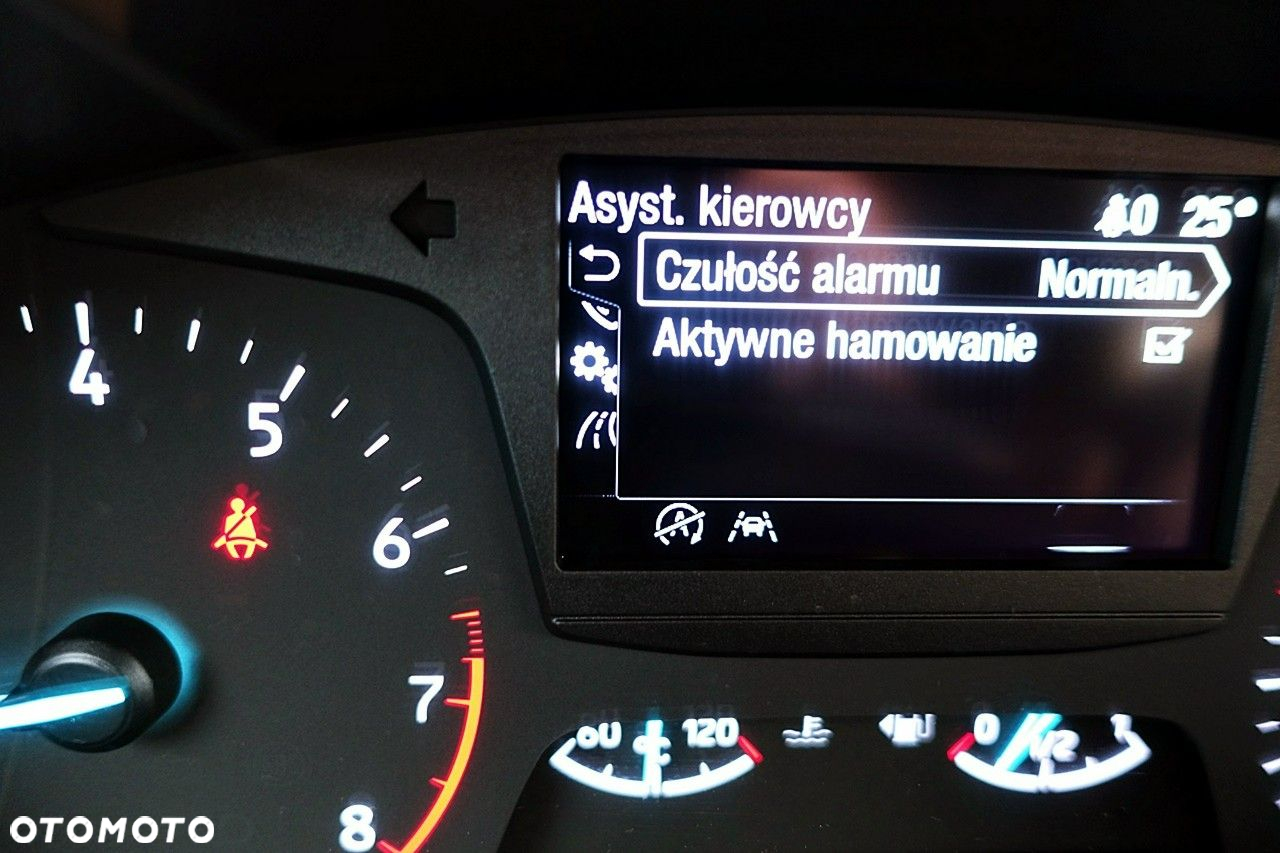 Asyst. kierowcy 0 25°
Czułość alarmu Normaln.
Aktywne hamowanie
A
4
5
6
7
8
120
°C
0 1/2
OTOMOTO